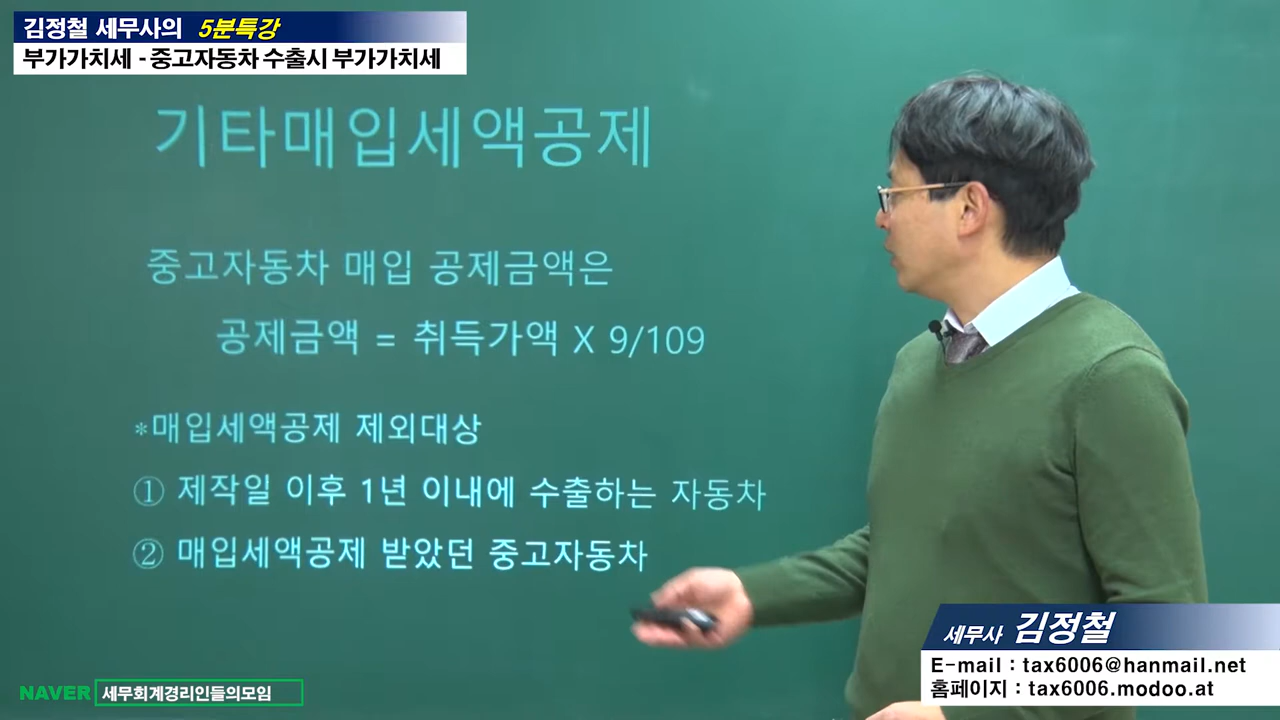 김정철 세무사의 5분특강
부가가치세 - 중고자동차 수출시 부가가치세
기타매입세액공제
중고자동차 매입 공제금액은
공제금액 = 취득가액 X 9/109
*매입세액공제 제외대상
① 제작일 이후 1년 이내에 수출하는 자동차
② 매입세액공제 받았던 중고자동차
세무사 김정철
E-mail : tax6006@hanmail.net
홈페이지 : tax6006.modoo.at
NAVER 세무회계경리인들의모임